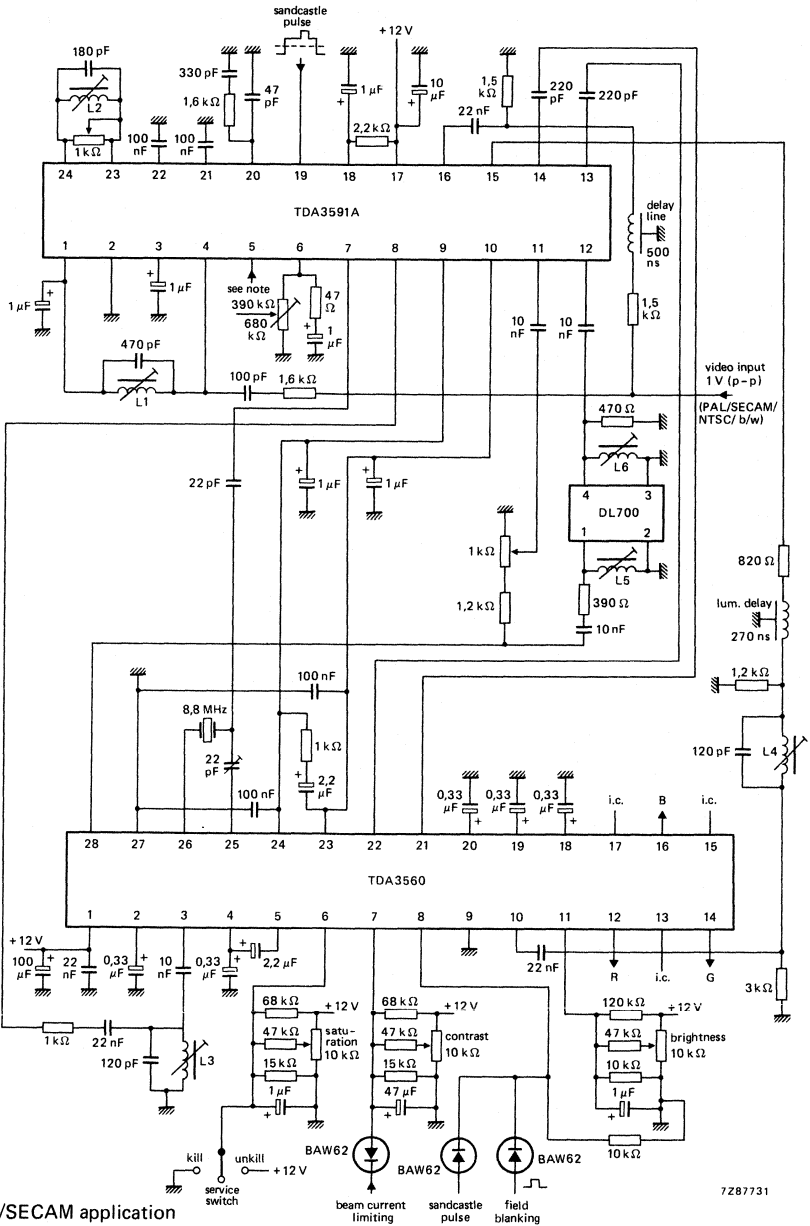 sandcastle
pulse
+12 V
180 pF
L2
1 kΩ
330 pF
1,6 kΩ
47
pF
100
nF
100
nF
1 μF
+
2,2 kΩ
10
μF
+
1,5
kΩ
22 nF
220
pF
220 pF
24 23 22 21 20 19 18 17 16 15 14 13
TDA3591A
1 2 3 4 5 6 7 8 9 10 11 12
delay
line
500
ns
1 μF
+
+
1 μF
see note
390 kΩ
680
kΩ
47
Ω
+
1
μF
10
nF
10
nF
1,5
kΩ
470 pF
L1
100 pF
1,6 kΩ
video input
1 V (p-p)
(PAL/SECAM/
NTSC/ b/w)
470 Ω
L6
22 pF
+
1 μF
+
1 μF
4 3
DL700
1 2
1 kΩ
L5
820 Ω
1,2 kΩ
390 Ω
10 nF
lum. delay
270 ns
100 nF
1,2 kΩ
8,8 MHz
22
pF
1 kΩ
+
2,2
μF
120 pF
L4
100 nF
0,33
μF
+
0,33
μF
+
0,33
μF
+
i.c.
B
i.c.
28 27 26 25 24 23 22 21 20 19 18 17 16 15
TDA3560
1 2 3 4 5 6 7 8 9 10 11 12 13 14
+12 V
100
μF
+
22
nF
0,33
μF
+
10
nF
0,33
μF
+
+
2,2 μF
22 nF
R
i.c.
G
3 kΩ
1 kΩ
22 nF
120 pF
L3
68 kΩ
+12 V
47 kΩ
satu-
ration
10 kΩ
15 kΩ
1 μF
+
68 kΩ
+12 V
47 kΩ
contrast
10 kΩ
15 kΩ
47 μF
+
120 kΩ
+12 V
47 kΩ
brightness
10 kΩ
10 kΩ
1 μF
+
10 kΩ
kill
unkill
+12 V
service
switch
BAW62
BAW62
BAW62
beam current
limiting
sandcastle
pulse
field
blanking
7Z87731
/SECAM application